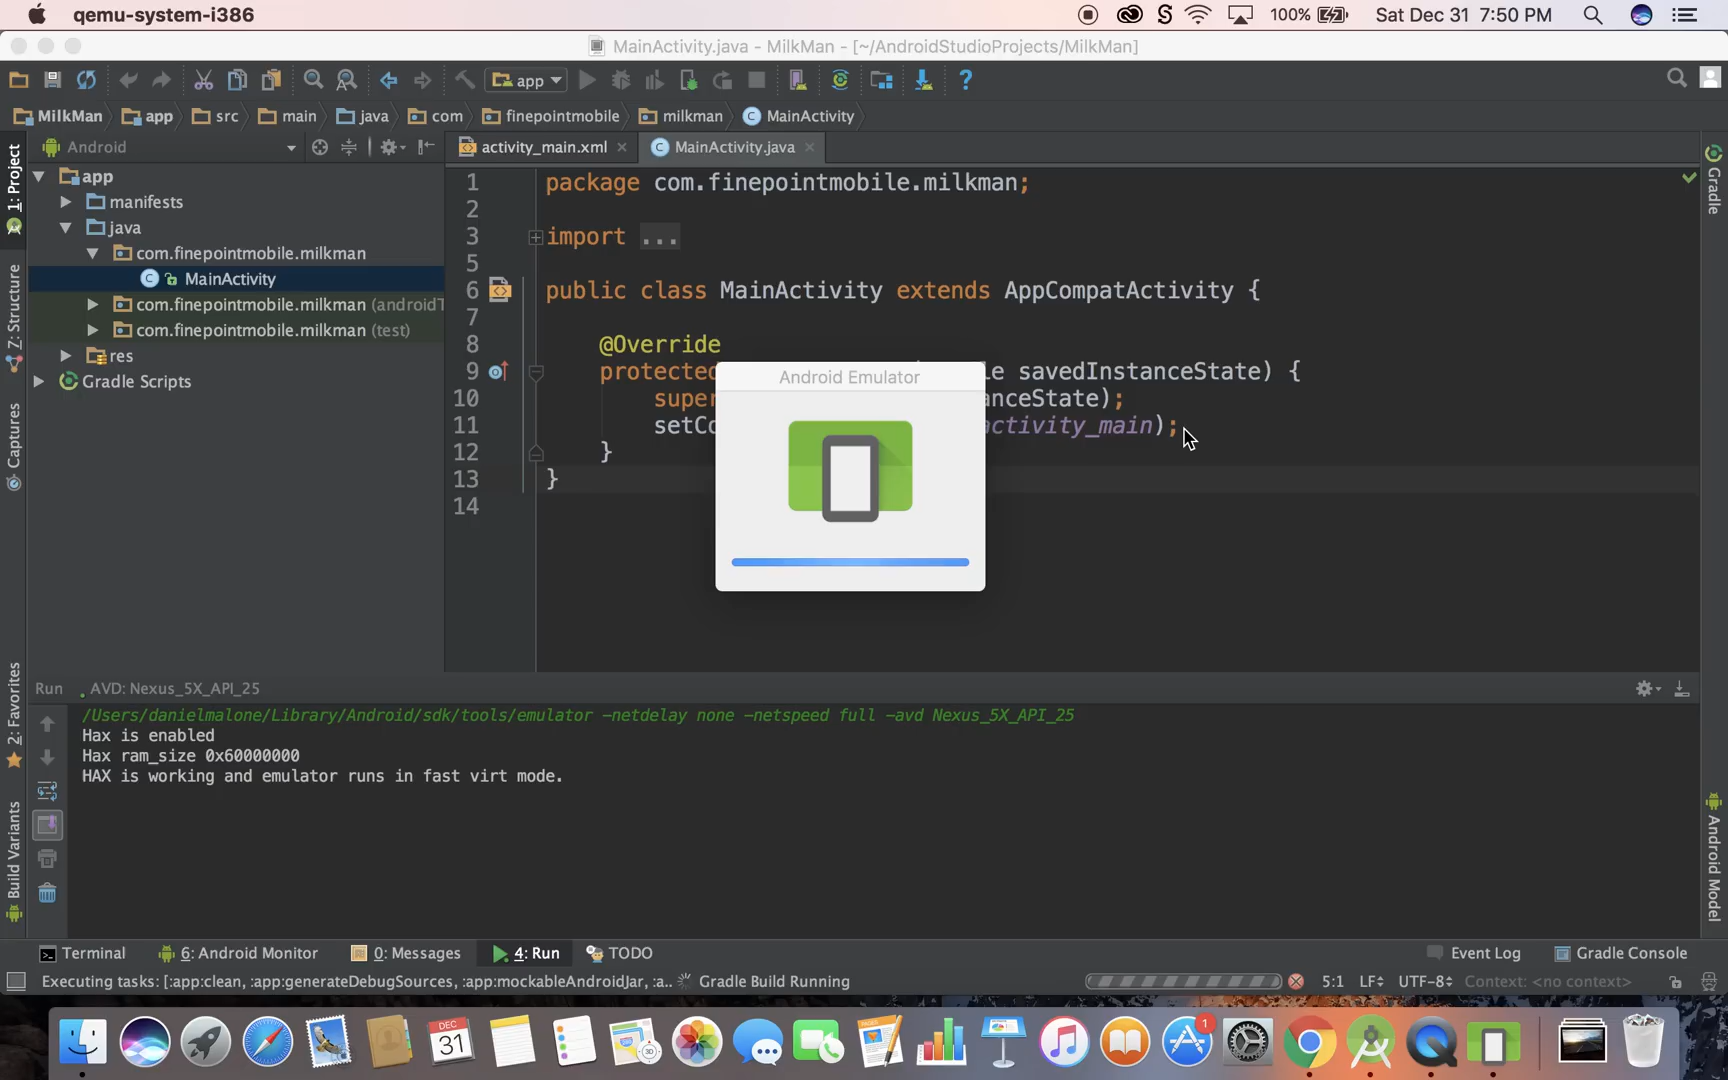 qemu-system-i386
100%
Sat Dec 31 7:50 PM
MainActivity.java - MilkMan - [~/AndroidStudioProjects/MilkMan]
app
MilkMan app src main java com finepointmobile milkman MainActivity
1: Project
Android
activity_main.xml
MainActivity.java
app
manifests
java
com.finepointmobile.milkman
MainActivity
com.finepointmobile.milkman (androidT
com.finepointmobile.milkman (test)
res
Gradle Scripts
Z: Structure
Captures
2: Favorites
Build Variants
1 package com.finepointmobile.milkman;
2
3 import ...
5
6 public class MainActivity extends AppCompatActivity {
7
8 @Override
9 protected le savedInstanceState) {
10 super anceState);
11 setCo activity_main);
12 }
13 }
14
Android Emulator
Gradle
Android Model
Run AVD: Nexus_5X_API_25
/Users/danielmalone/Library/Android/sdk/tools/emulator -netdelay none -netspeed full -avd Nexus_5X_API_25
Hax is enabled
Hax ram_size 0x60000000
HAX is working and emulator runs in fast virt mode.
Terminal 6: Android Monitor 0: Messages 4: Run TODO Event Log Gradle Console
Executing tasks: [:app:clean, :app:generateDebugSources, :app:mockableAndroidJar, :a... Gradle Build Running 5:1 LF UTF-8 Context: <no context>
DEC
31
3D
1